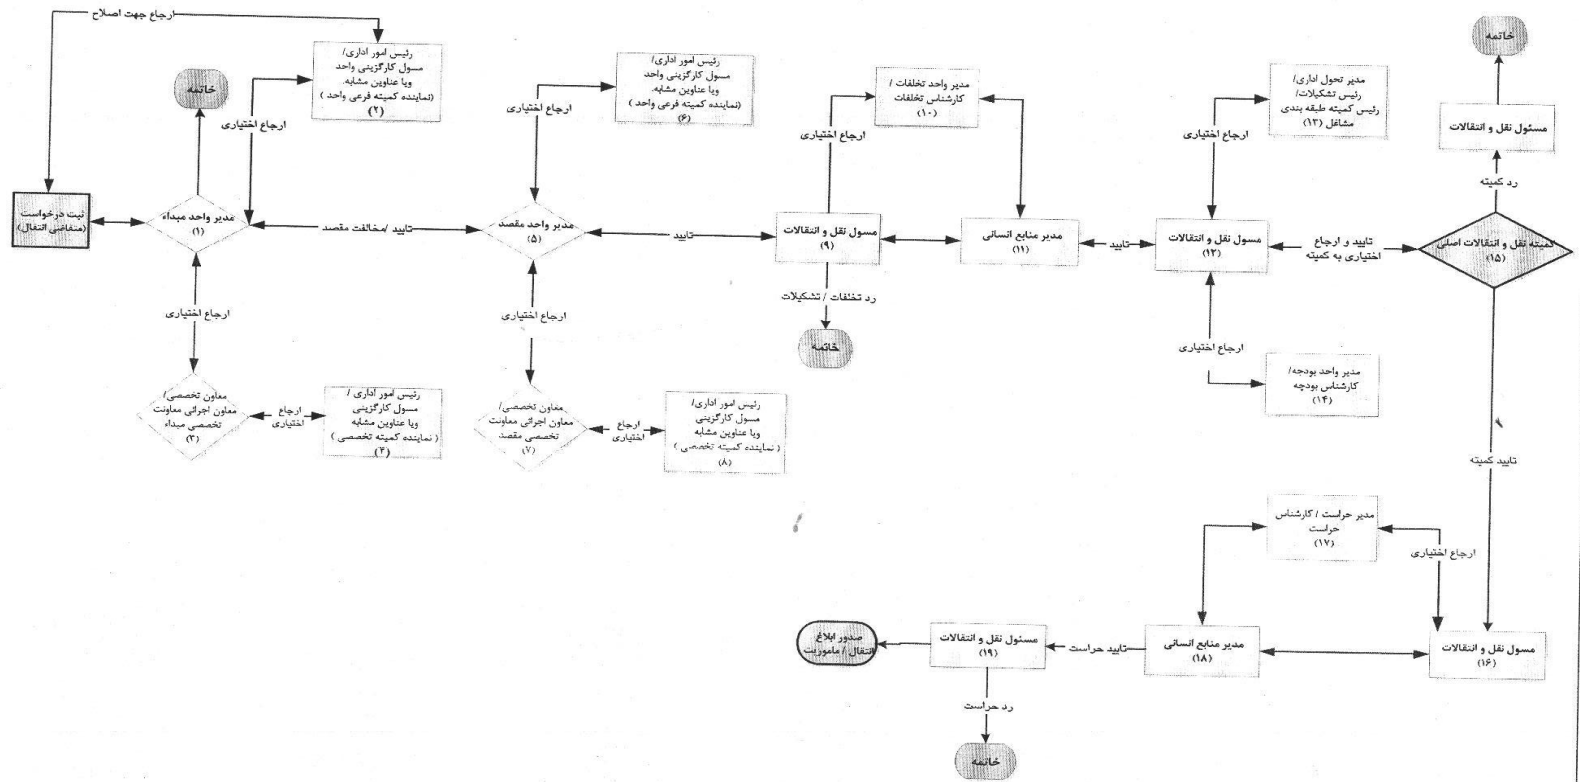 ارجاع جهت اصلاح
ثبت درخواست
(متقاضی انتقال)
خاتمه
مدیر واحد مبداء
(۱)
رئیس امور اداری/
مسول کارگزینی واحد
ویا عناوین مشابه.
(نماینده کمیته فرعی واحد )
(۲)
ارجاع اختیاری
ارجاع اختیاری
معاون تخصصی/
معاون اجرائی معاونت
تخصصی مبداء
(۳)
ارجاع
اختیاری
رئیس امور اداری /
مسول کارگزینی
ویا عناوین مشابه
( نماینده کمیته تخصصی )
(۴)
تایید /مخالفت مقصد
رئیس امور اداری/
مسول کارگزینی واحد
ویا عناوین مشابه.
(نماینده کمیته فرعی واحد )
(۶)
ارجاع اختیاری
مدیر واحد مقصد
(۵)
ارجاع اختیاری
معاون تخصصی/
معاون اجرائی معاونت
تخصصی مقصد
(۷)
ارجاع
اختیاری
رئیس امور اداری/
مسول کارگزینی
ویا عناوین مشابه
( نماینده کمیته تخصصی )
(۸)
تایید
مدیر واحد تخلفات /
کارشناس تخلفات
(۱۰)
ارجاع اختیاری
مسول نقل و انتقالات
(۹)
رد تخلفات / تشکیلات
خاتمه
مدیر منابع انسانی
(۱۱)
تایید
مدیر تحول اداری/
رئیس تشکیلات/
رئیس کمیته طبقه بندی
مشاغل (۱۳)
ارجاع اختیاری
مسول نقل و انتقالات
(۱۲)
ارجاع اختیاری
مدیر واحد بودجه/
کارشناس بودجه
(۱۴)
تایید و ارجاع
اختیاری به کمیته
خاتمه
مسئول نقل و انتقالات
رد کمیته
کمیته نقل و انتقالات اصلی
(۱۵)
تایید کمیته
مدیر حراست / کارشناس
حراست
(۱۷)
ارجاع اختیاری
مسول نقل و انتقالات
(۱۶)
مدیر منابع انسانی
(۱۸)
تایید حراست
مسئول نقل و انتقالات
(۱۹)
صدور ابلاغ
انتقال / ماموریت
رد حراست
خاتمه